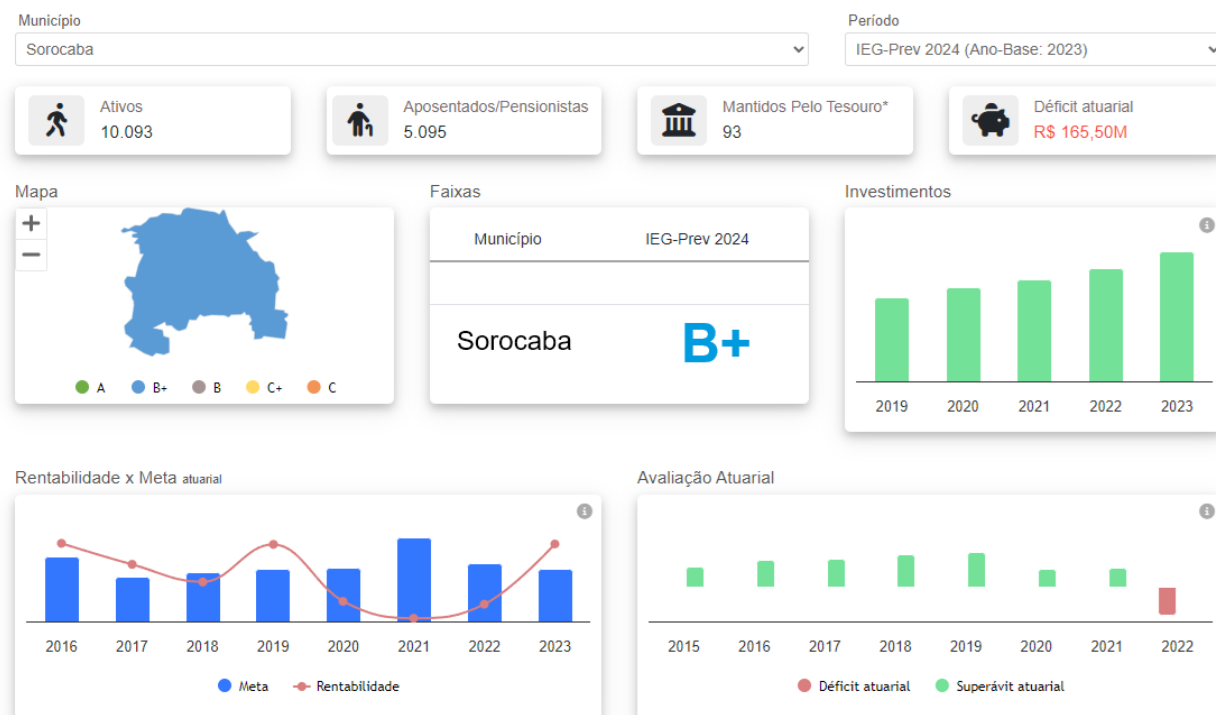 Município
Período
Sorocaba
IEG-Prev 2024 (Ano-Base: 2023)
Ativos
10.093
Aposentados/Pensionistas
5.095
Mantidos Pelo Tesouro*
93
Déficit atuarial
R$ 165,50M
Mapa
Faixas
Investimentos
+
−
A B+ B C+ C
Município IEG-Prev 2024
Sorocaba B+
2019 2020 2021 2022 2023
Rentabilidade x Meta atuarial
Avaliação Atuarial
2016 2017 2018 2019 2020 2021 2022 2023
Meta Rentabilidade
2015 2016 2017 2018 2019 2020 2021 2022
Déficit atuarial Superávit atuarial